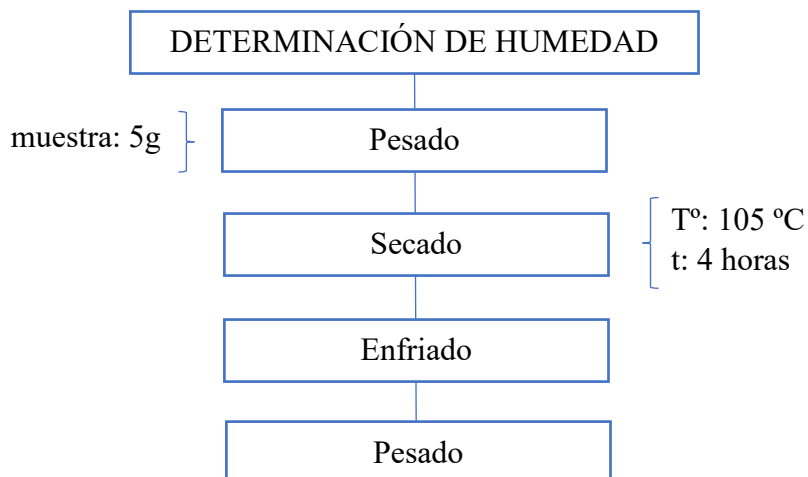 DETERMINACIÓN DE HUMEDAD
muestra: 5g
Pesado
Secado
Tº: 105 ºC
t: 4 horas
Enfriado
Pesado